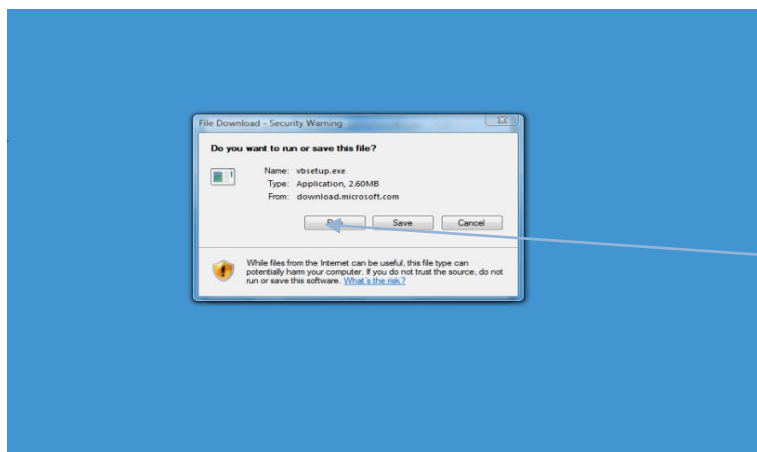 File Download - Security Warning
Do you want to run or save this file?
Name: vbsetup.exe
Type: Application, 2.60MB
From: download.microsoft.com
Run Save Cancel
While files from the Internet can be useful, this file type can
potentially harm your computer. If you do not trust the source, do not
run or save this software. What's the risk?